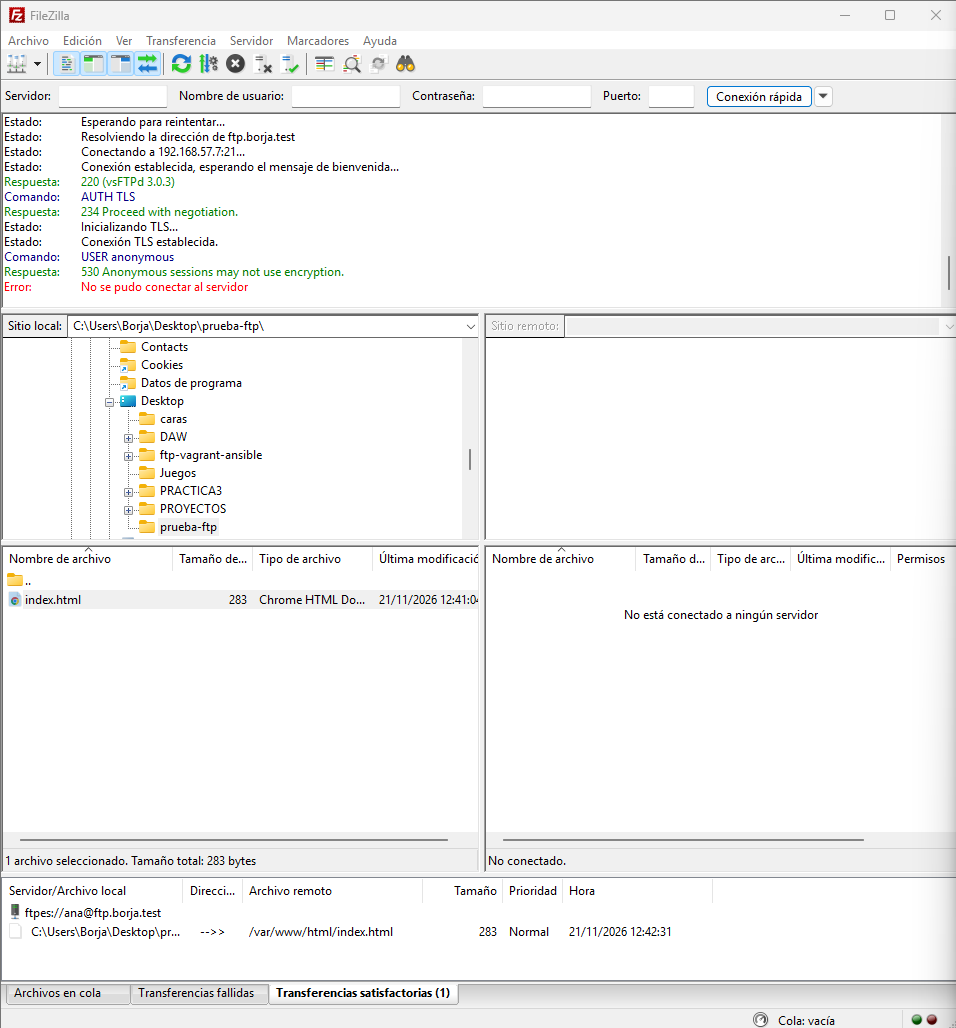 FileZilla
Archivo Edición Ver Transferencia Servidor Marcadores Ayuda
Servidor: Nombre de usuario: Contraseña: Puerto: Conexión rápida
Estado: Esperando para reintentar...
Estado: Resolviendo la dirección de ftp.borja.test
Estado: Conectando a 192.168.57.7:21...
Estado: Conexión establecida, esperando el mensaje de bienvenida...
Respuesta: 220 (vsFTPd 3.0.3)
Comando: AUTH TLS
Respuesta: 234 Proceed with negotiation.
Estado: Inicializando TLS...
Estado: Conexión TLS establecida.
Comando: USER anonymous
Respuesta: 530 Anonymous sessions may not use encryption.
Error: No se pudo conectar al servidor
Sitio local: C:\Users\Borja\Desktop\prueba-ftp\
Sitio remoto:
Contacts
Cookies
Datos de programa
Desktop
caras
DAW
ftp-vagrant-ansible
Juegos
PRACTICA3
PROYECTOS
prueba-ftp
Nombre de archivo Tamaño de... Tipo de archivo Última modificació
..
index.html 283 Chrome HTML Do... 21/11/2026 12:41:04
1 archivo seleccionado. Tamaño total: 283 bytes
Nombre de archivo Tamaño d... Tipo de arc... Última modific... Permisos
No está conectado a ningún servidor
No conectado.
Servidor/Archivo local Direcci... Archivo remoto Tamaño Prioridad Hora
ftpes://ana@ftp.borja.test
C:\Users\Borja\Desktop\pr... -->> /var/www/html/index.html 283 Normal 21/11/2026 12:42:31
Archivos en cola Transferencias fallidas Transferencias satisfactorias (1)
Cola: vacía